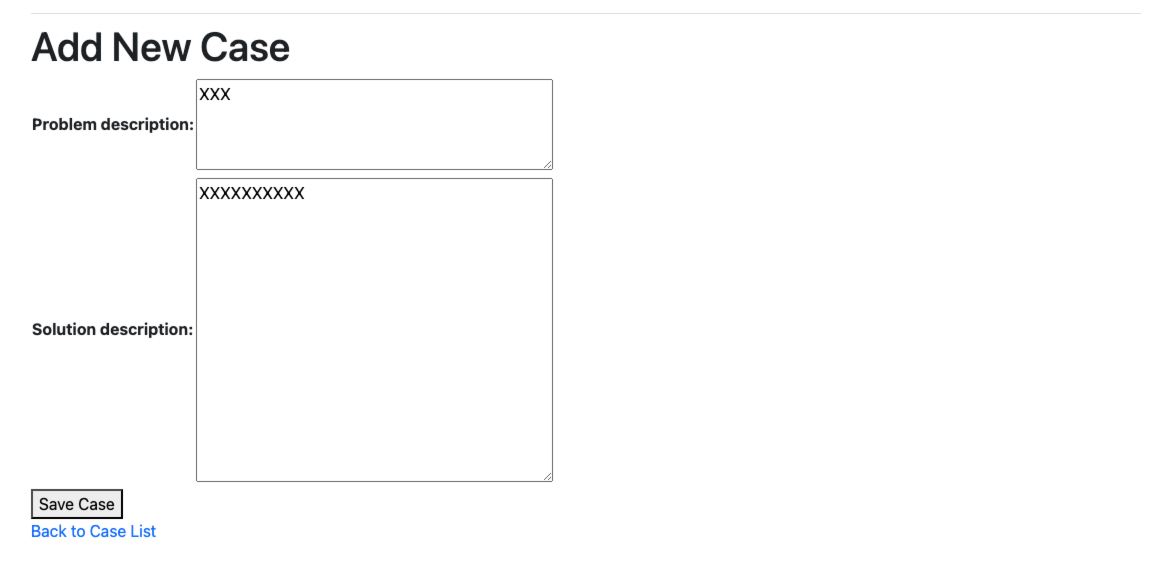 Add New Case
Problem description:
XXX
Solution description:
XXXXXXXXXX
Save Case
Back to Case List